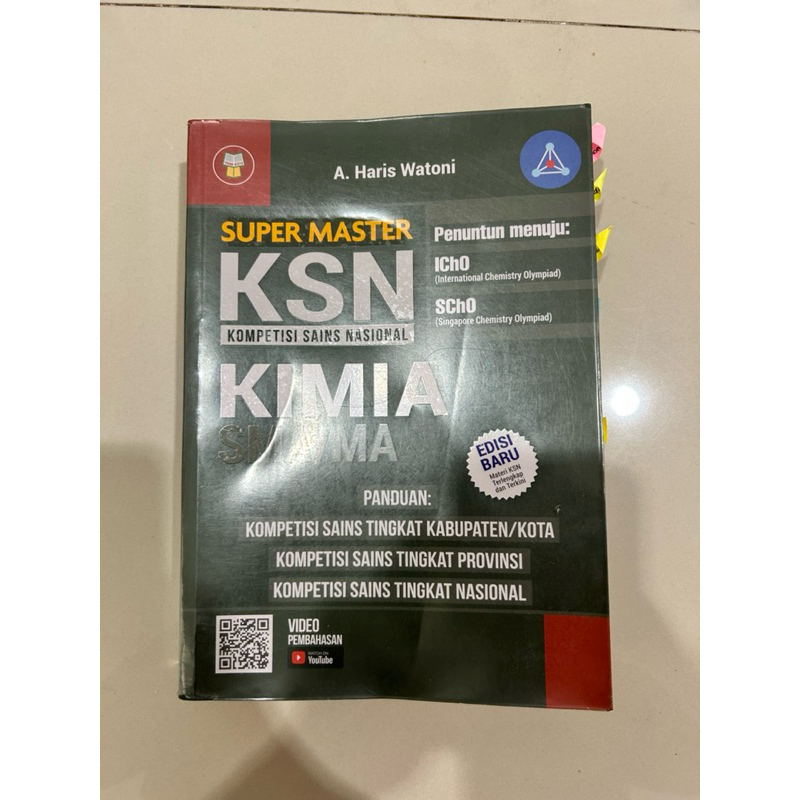 A. Haris Watoni
SUPER MASTER
KSN
KOMPETISI SAINS NASIONAL
Penuntun menuju:
IChO
(International Chemistry Olympiad)
SChO
(Singapore Chemistry Olympiad)
KIMIA
SMA/MA
EDISI
BARU
Materi KSN
Terlengkap
dan Terkini
PANDUAN:
KOMPETISI SAINS TINGKAT KABUPATEN/KOTA
KOMPETISI SAINS TINGKAT PROVINSI
KOMPETISI SAINS TINGKAT NASIONAL
VIDEO
PEMBAHASAN
WATCH ON
YouTube